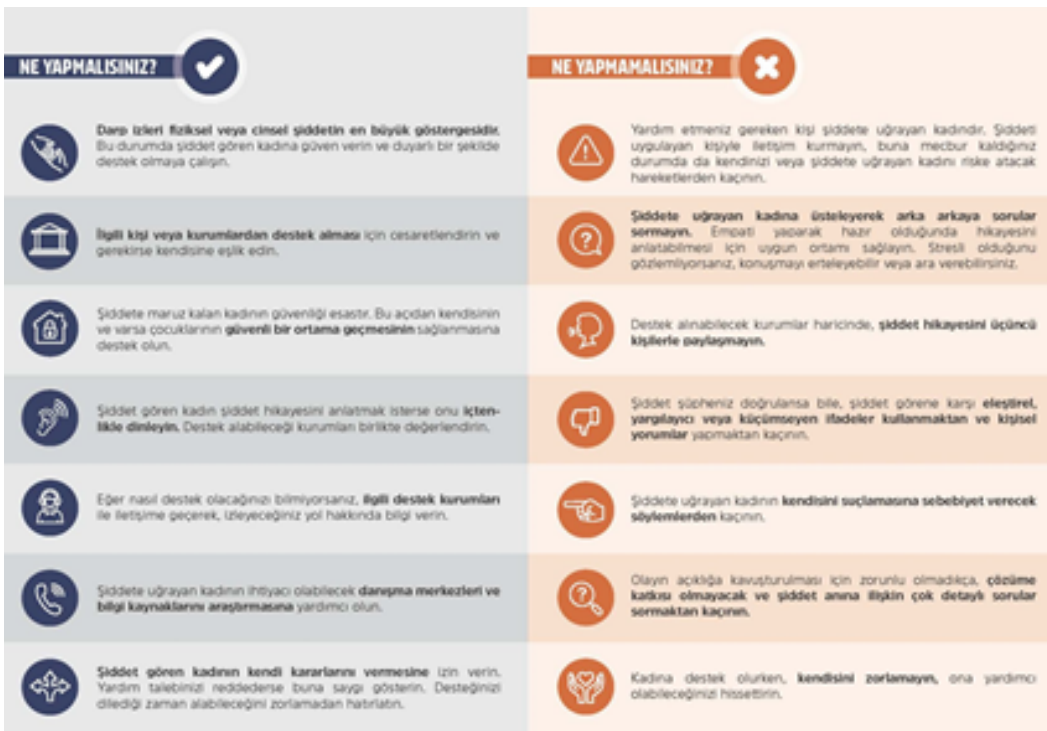 NE YAPMALISINIZ?
Darp izleri fiziksel veya cinsel şiddetin en büyük göstergesidir.
Bu durumda şiddet gören kadına güven verin ve duyarlı bir şekilde
destek olmaya çalışın.
İlgili kişi veya kurumlardan destek alması için cesaretlendirin ve
gerekirse kendisine eşlik edin.
Şiddete maruz kalan kadının güvenliği esastır. Bu açıdan kendisinin
ve varsa çocuklarının güvenli bir ortama geçmesinin sağlanmasına
destek olun.
Şiddet gören kadın şiddet hikayesini anlatmak isterse onu içten-
likle dinleyin. Destek alabileceği kurumları birlikte değerlendirin.
Eğer nasıl destek olacağınızı bilmiyorsanız, ilgili destek kurumları
ile iletişime geçerek, izleyeceğiniz yol hakkında bilgi verin.
Şiddete uğrayan kadının ihtiyacı olabilecek danışma merkezleri ve
bilgi kaynaklarını araştırmasına yardımcı olun.
Şiddet gören kadının kendi kararlarını vermesine izin verin.
Yardım talebinizi reddederse buna saygı gösterin. Desteğinizi
dilediği zaman alabileceğini zorlamadan hatırlatın.
NE YAPMAMALISINIZ?
Yardım etmeniz gereken kişi şiddete uğrayan kadındır. Şiddeti
uygulayan kişiyle iletişim kurmayın, buna mecbur kaldığınız
durumda da kendinizi veya şiddete uğrayan kadını riske atacak
hareketlerden kaçının.
Şiddete uğrayan kadına üsteleyerek arka arkaya sorular
sormayın. Empati yaparak hazır olduğunda hikayesini
anlatabilmesi için uygun ortamı sağlayın. Stresli olduğunu
gözlemliyorsanız, konuşmayı erteleyebilir veya ara verebilirsiniz.
Destek alınabilecek kurumlar haricinde, şiddet hikayesini üçüncü
kişilerle paylaşmayın.
Şiddet şüpheniz doğrulansa bile, şiddet görene karşı eleştirel,
yargılayıcı veya küçümseyen ifadeler kullanmaktan ve kişisel
yorumlar yapmaktan kaçının.
Şiddete uğrayan kadının kendisini suçlamasına sebebiyet verecek
söylemlerden kaçının.
Olayın açıklığa kavuşturulması için zorunlu olmadıkça, çözüme
katkısı olmayacak ve şiddet anına ilişkin çok detaylı sorular
sormaktan kaçının.
Kadına destek olurken, kendisini zorlamayın, ona yardımcı
olabileceğinizi hissettirin.